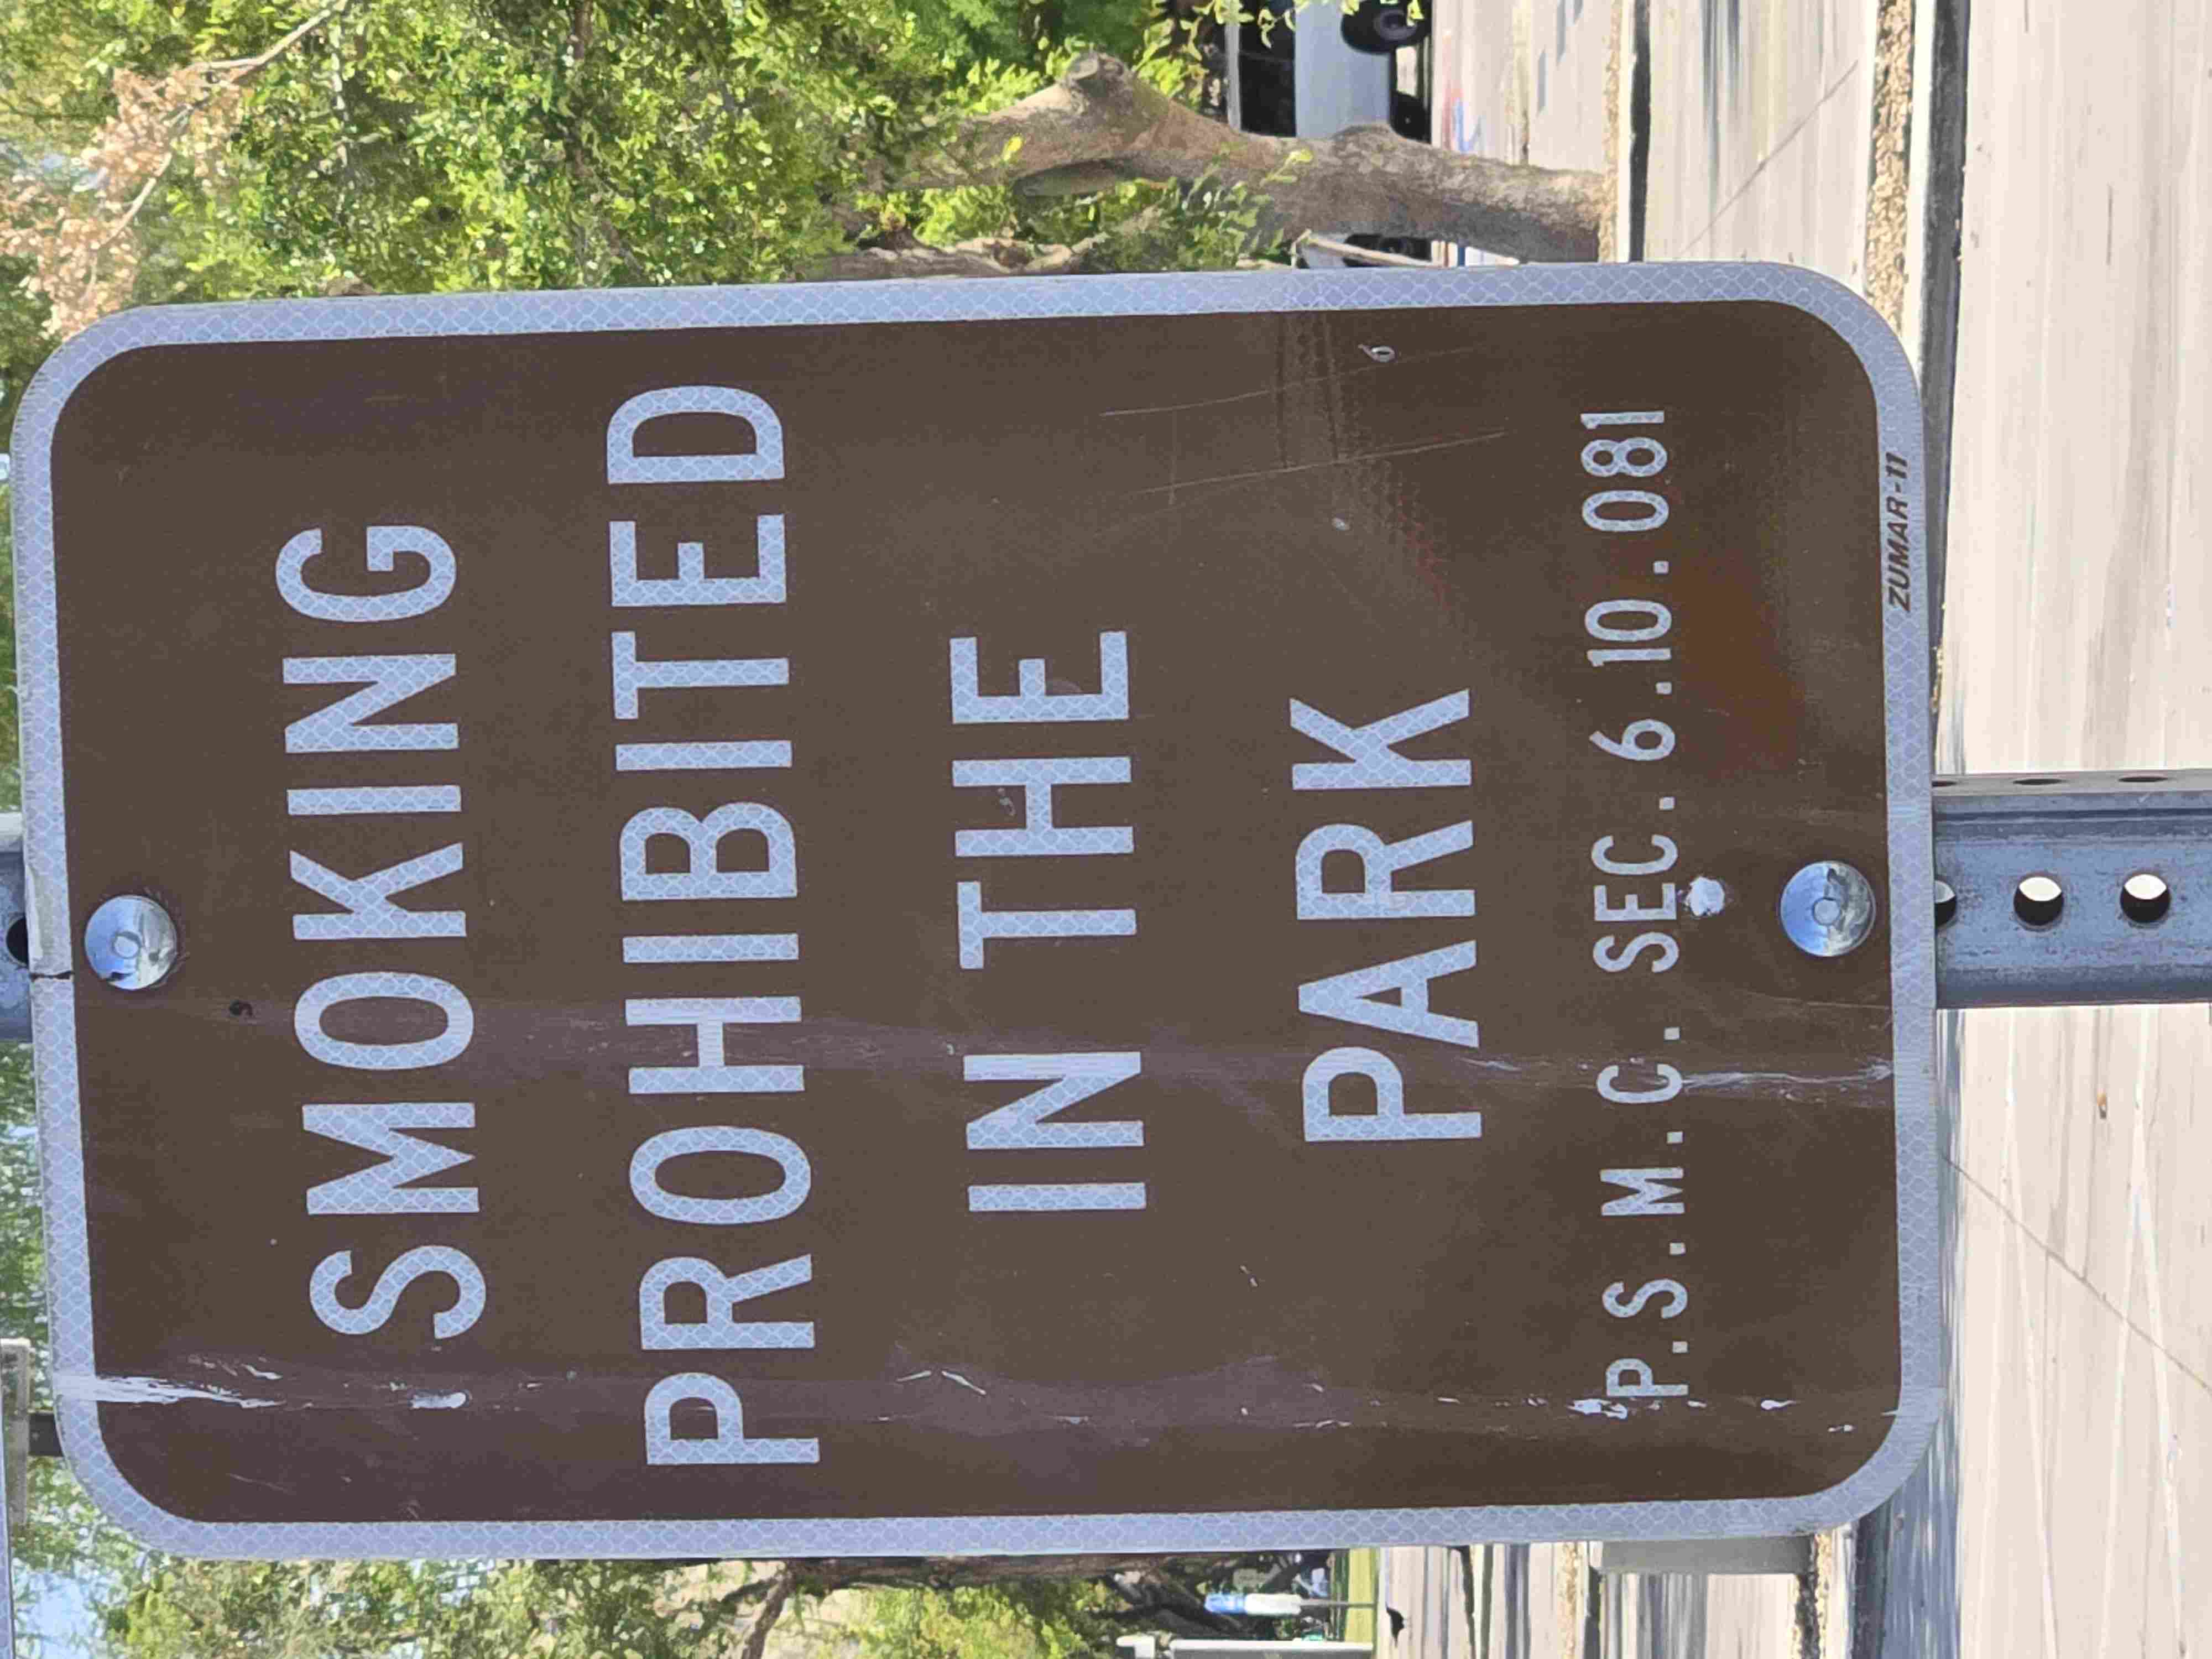 SMOKING
PROHIBITED
IN THE
PARK
P.S.M.C. SEC. 6.10.081
ZUMAR-11